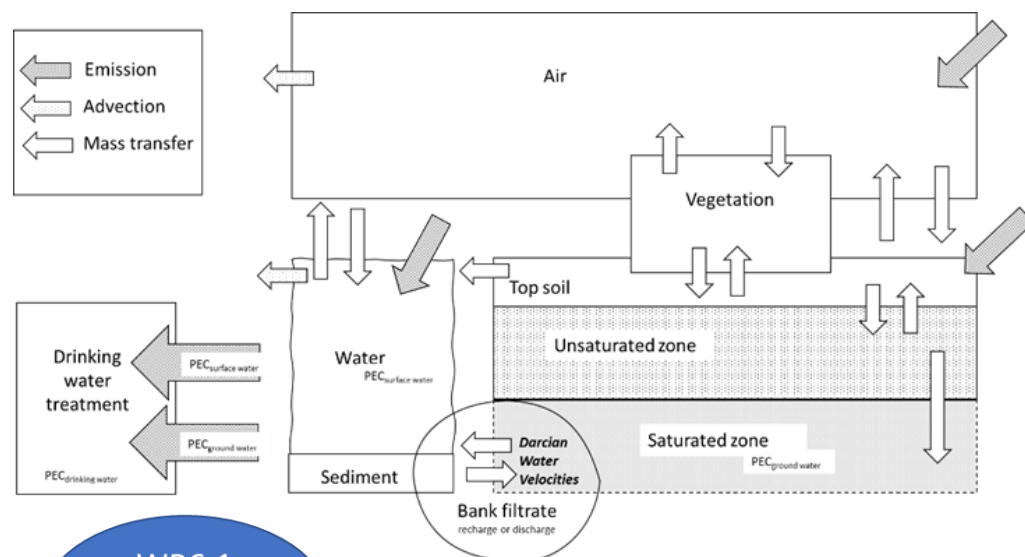 Emission
Advection
Mass transfer
Air
Vegetation
Top soil
Unsaturated zone
Water
PECsurface water
Drinking
water
treatment
PECsurface water
PECground water
PECdrinking water
Sediment
Darcian
Water
Velocities
Saturated zone
PECground water
Bank filtrate
recharge or discharge